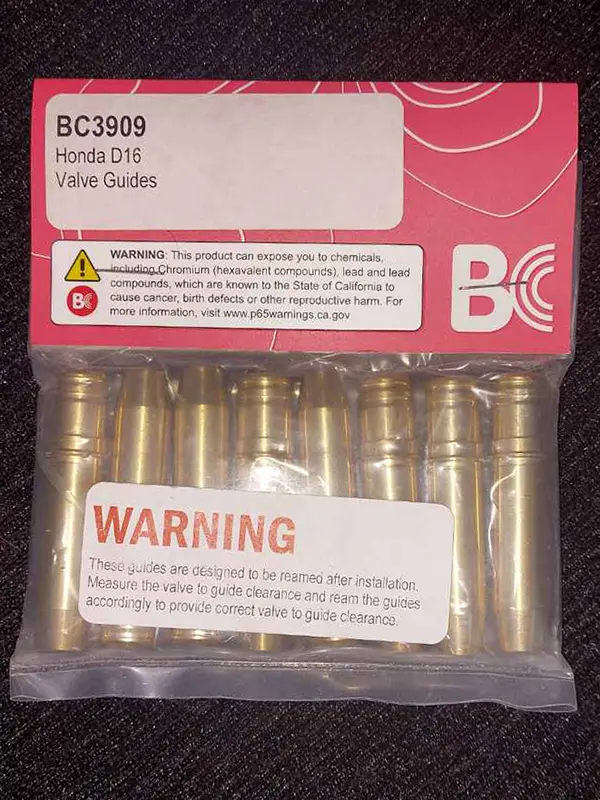 BC3909
Honda D16
Valve Guides
WARNING: This product can expose you to chemicals,
including Chromium (hexavalent compounds), lead and lead
compounds, which are known to the State of California to
cause cancer, birth defects or other reproductive harm. For
more information, visit www.p65warnings.ca.gov
BC
BC
WARNING
These guides are designed to be reamed after installation.
Measure the valve to guide clearance and ream the guides
accordingly to provide correct valve to guide clearance.